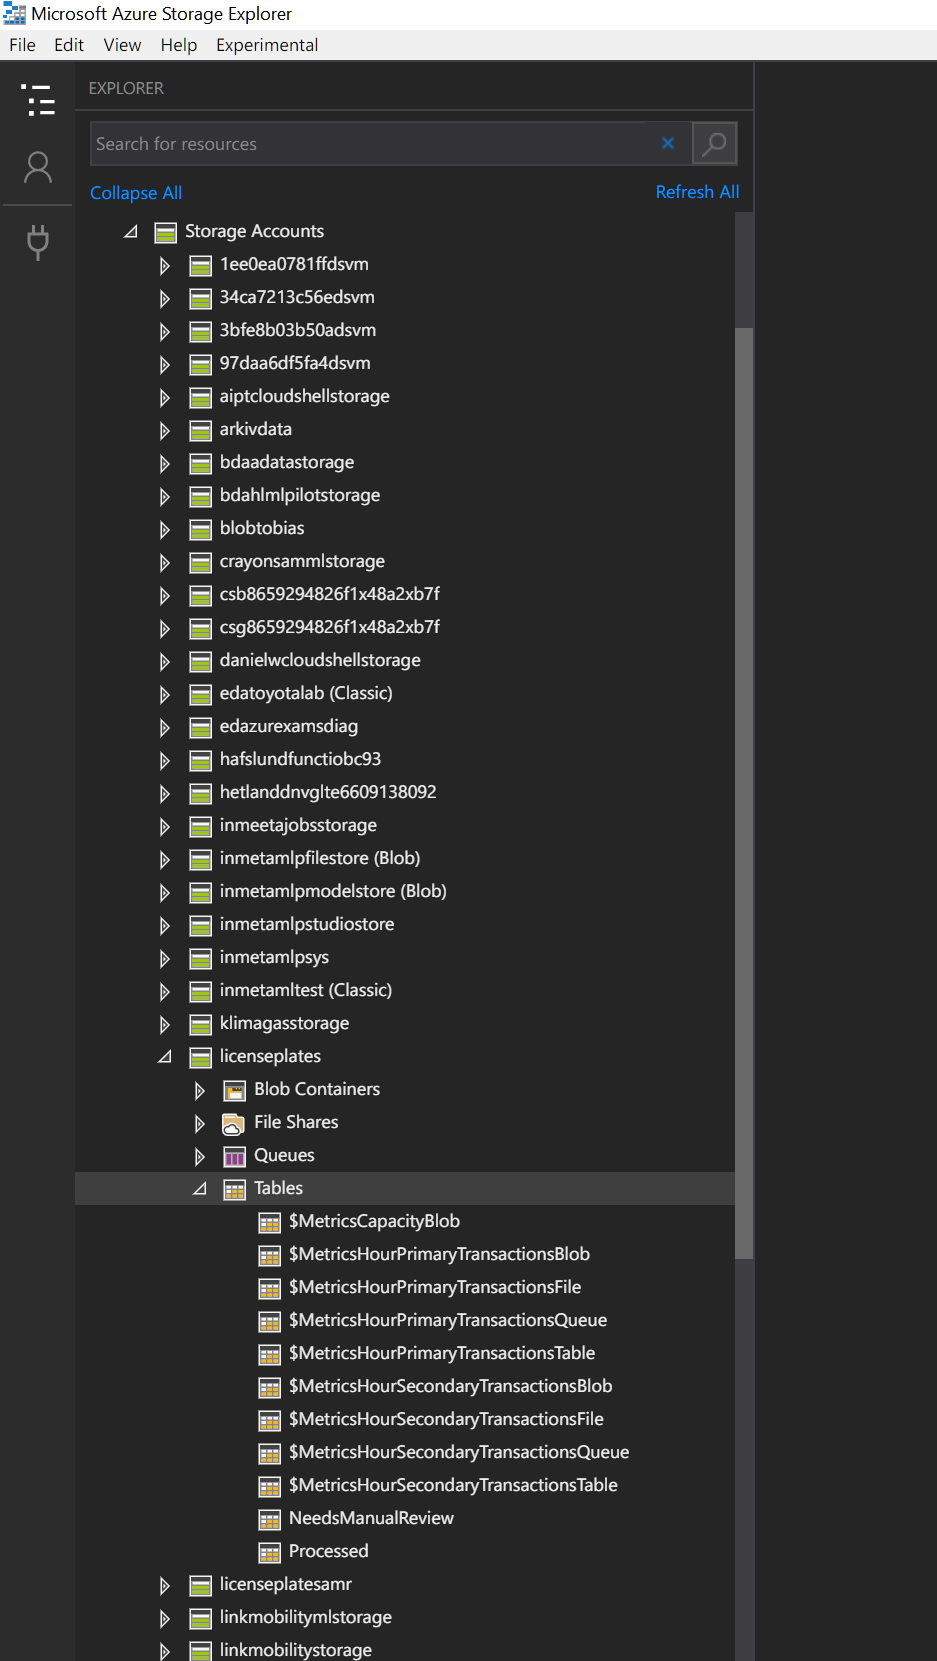 Microsoft Azure Storage Explorer
File Edit View Help Experimental
EXPLORER
Search for resources
Collapse All Refresh All
Storage Accounts
1ee0ea0781ffdsvm
34ca7213c56edsvm
3bfe8b03b50adsvm
97daa6df5fa4dsvm
aiptcloudshellstorage
arkivdata
bdaadatastorage
bdahlmlpilotstorage
blobtobias
crayonsammlstorage
csb8659294826f1x48a2xb7f
csg8659294826f1x48a2xb7f
danielwcloudshellstorage
edatoyotalab (Classic)
edazurexamsdiag
hafslundfunctiobc93
hetlanddnvglte6609138092
inmeetajobsstorage
inmetamlpfilestore (Blob)
inmetamlpmodelstore (Blob)
inmetamlpstudiostore
inmetamlpsys
inmetamltest (Classic)
klimagasstorage
licenseplates
Blob Containers
File Shares
Queues
Tables
$MetricsCapacityBlob
$MetricsHourPrimaryTransactionsBlob
$MetricsHourPrimaryTransactionsFile
$MetricsHourPrimaryTransactionsQueue
$MetricsHourPrimaryTransactionsTable
$MetricsHourSecondaryTransactionsBlob
$MetricsHourSecondaryTransactionsFile
$MetricsHourSecondaryTransactionsQueue
$MetricsHourSecondaryTransactionsTable
NeedsManualReview
Processed
licenseplatesamr
linkmobilitymlstorage
linkmobilitystorage